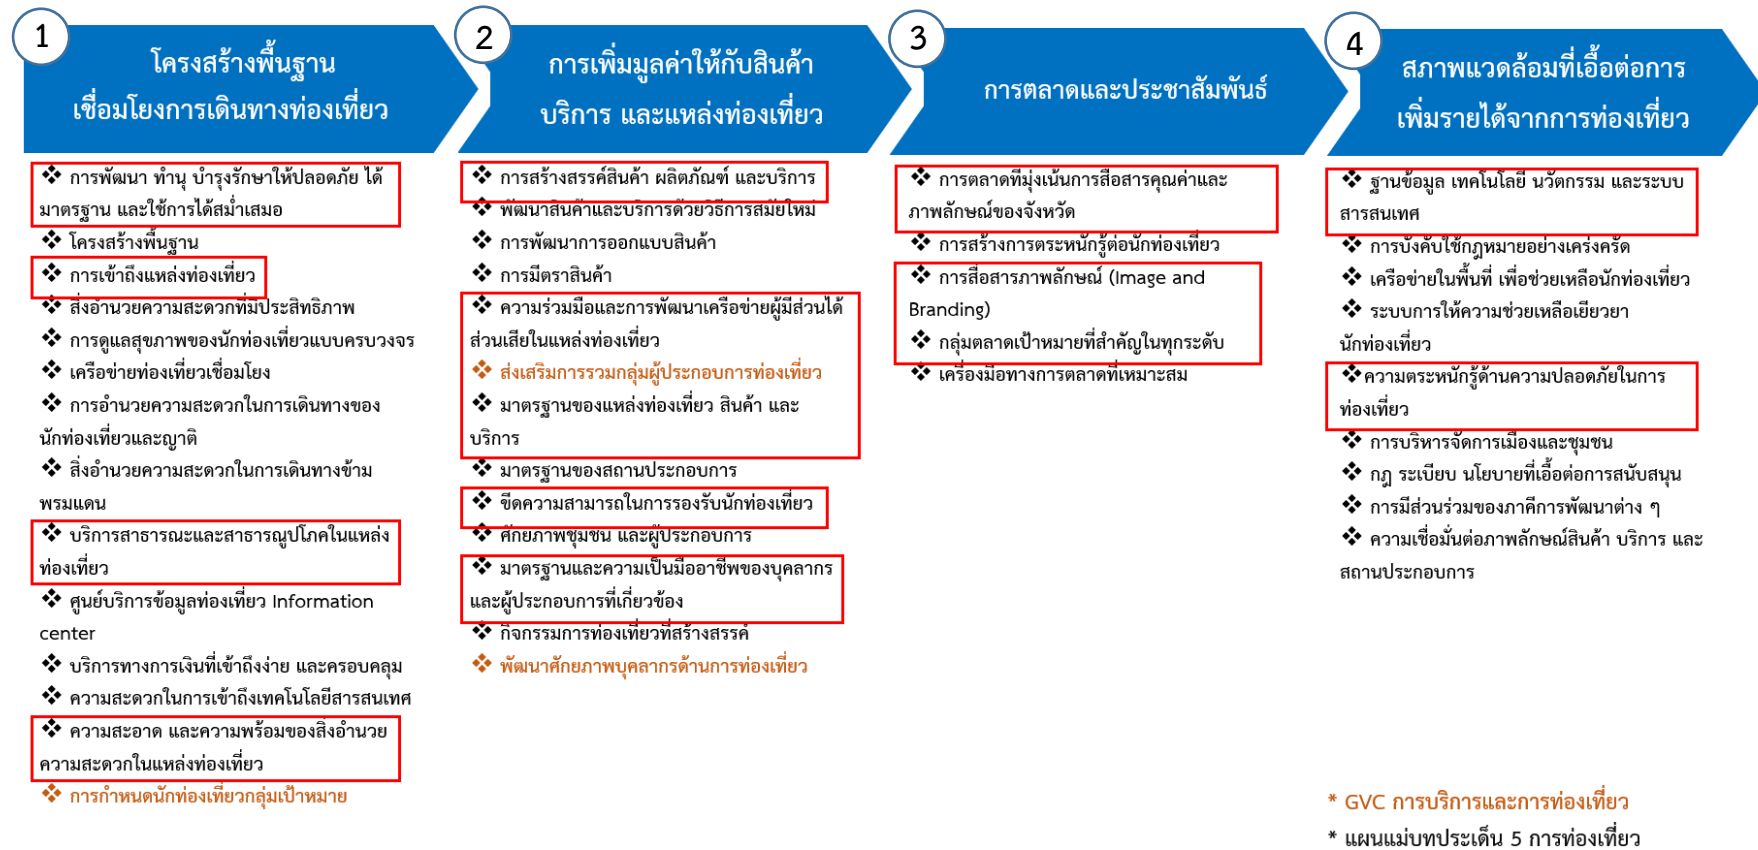 1
โครงสร้างพื้นฐาน
เชื่อมโยงการเดินทางท่องเที่ยว
❖ การพัฒนา ทำนุ บำรุงรักษาให้ปลอดภัย ได้
มาตรฐาน และใช้การได้สม่ำเสมอ
❖ โครงสร้างพื้นฐาน
❖ การเข้าถึงแหล่งท่องเที่ยว
❖ สิ่งอำนวยความสะดวกที่มีประสิทธิภาพ
❖ การดูแลสุขภาพของนักท่องเที่ยวแบบครบวงจร
❖ เครือข่ายท่องเที่ยวเชื่อมโยง
❖ การอำนวยความสะดวกในการเดินทางของ
นักท่องเที่ยวและญาติ
❖ สิ่งอำนวยความสะดวกในการเดินทางข้าม
พรมแดน
❖ บริการสาธารณะและสาธารณูปโภคในแหล่ง
ท่องเที่ยว
❖ ศูนย์บริการข้อมูลท่องเที่ยว Information
center
❖ บริการทางการเงินที่เข้าถึงง่าย และครอบคลุม
❖ ความสะดวกในการเข้าถึงเทคโนโลยีสารสนเทศ
❖ ความสะอาด และความพร้อมของสิ่งอำนวย
ความสะดวกในแหล่งท่องเที่ยว
❖ การกำหนดนักท่องเที่ยวกลุ่มเป้าหมาย
2
การเพิ่มมูลค่าให้กับสินค้า
บริการ และแหล่งท่องเที่ยว
❖ การสร้างสรรค์สินค้า ผลิตภัณฑ์ และบริการ
❖ พัฒนาสินค้าและบริการด้วยวิธีการสมัยใหม่
❖ การพัฒนาการออกแบบสินค้า
❖ การมีตราสินค้า
❖ ความร่วมมือและการพัฒนาเครือข่ายผู้มีส่วนได้
ส่วนเสียในแหล่งท่องเที่ยว
❖ ส่งเสริมการรวมกลุ่มผู้ประกอบการท่องเที่ยว
❖ มาตรฐานของแหล่งท่องเที่ยว สินค้า และ
บริการ
❖ มาตรฐานของสถานประกอบการ
❖ ขีดความสามารถในการรองรับนักท่องเที่ยว
❖ ศักยภาพชุมชน และผู้ประกอบการ
❖ มาตรฐานและความเป็นมืออาชีพของบุคลากร
และผู้ประกอบการที่เกี่ยวข้อง
❖ กิจกรรมการท่องเที่ยวที่สร้างสรรค์
❖ พัฒนาศักยภาพบุคลากรด้านการท่องเที่ยว
3
การตลาดและประชาสัมพันธ์
❖ การตลาดที่มุ่งเน้นการสื่อสารคุณค่าและ
ภาพลักษณ์ของจังหวัด
❖ การสร้างการตระหนักรู้ต่อนักท่องเที่ยว
❖ การสื่อสารภาพลักษณ์ (Image and
Branding)
❖ กลุ่มตลาดเป้าหมายที่สำคัญในทุกระดับ
❖ เครื่องมือทางการตลาดที่เหมาะสม
4
สภาพแวดล้อมที่เอื้อต่อการ
เพิ่มรายได้จากการท่องเที่ยว
❖ ฐานข้อมูล เทคโนโลยี นวัตกรรม และระบบ
สารสนเทศ
❖ การบังคับใช้กฎหมายอย่างเคร่งครัด
❖ เครือข่ายในพื้นที่ เพื่อช่วยเหลือนักท่องเที่ยว
❖ ระบบการให้ความช่วยเหลือเยียวยา
นักท่องเที่ยว
❖ความตระหนักรู้ด้านความปลอดภัยในการ
ท่องเที่ยว
❖ การบริหารจัดการเมืองและชุมชน
❖ กฎ ระเบียบ นโยบายที่เอื้อต่อการสนับสนุน
❖ การมีส่วนร่วมของภาคีการพัฒนาต่าง ๆ
❖ ความเชื่อมั่นต่อภาพลักษณ์สินค้า บริการ และ
สถานประกอบการ
* GVC การบริการและการท่องเที่ยว
* แผนแม่บทประเด็น 5 การท่องเที่ยว